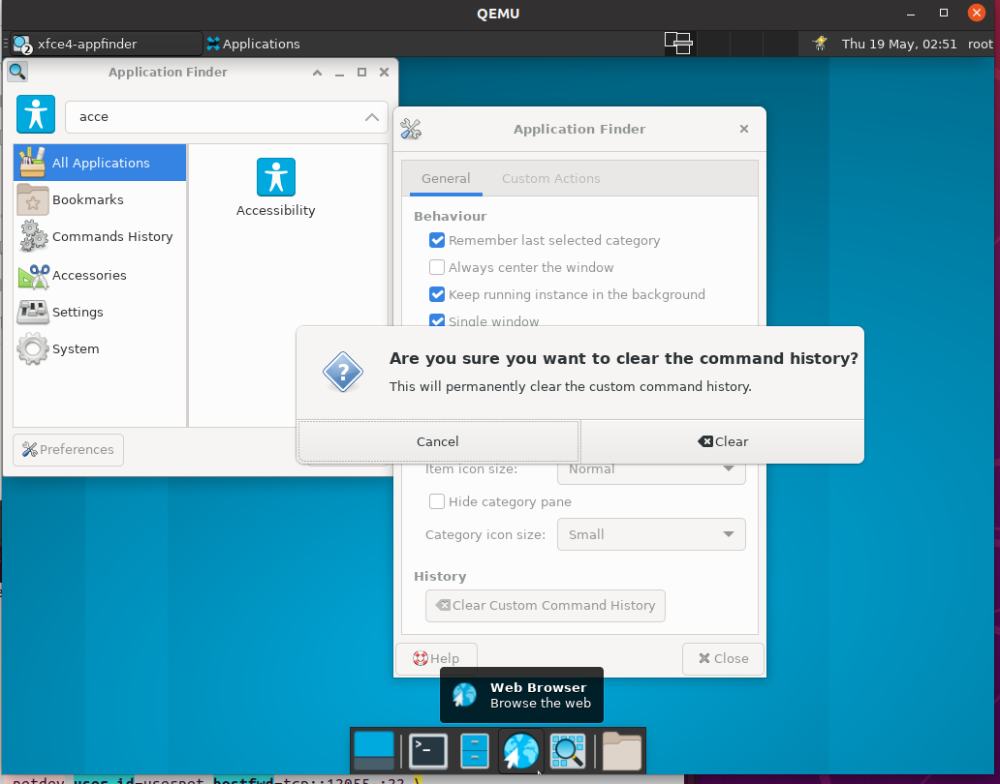 QEMU
2 xfce4-appfinder
Applications
Thu 19 May, 02:51 root
Application Finder
acce
All Applications
Bookmarks
Commands History
Accessories
Settings
System
Accessibility
Preferences
Application Finder
General Custom Actions
Behaviour
Remember last selected category
Always center the window
Keep running instance in the background
Single window
Are you sure you want to clear the command history?
This will permanently clear the custom command history.
Cancel
Clear
Item icon size: Normal
Hide category pane
Category icon size: Small
History
Clear Custom Command History
Help
Close
Web Browser
Browse the web
netdev user,id=usernet,hostfwd=tcp::12055-:22 \